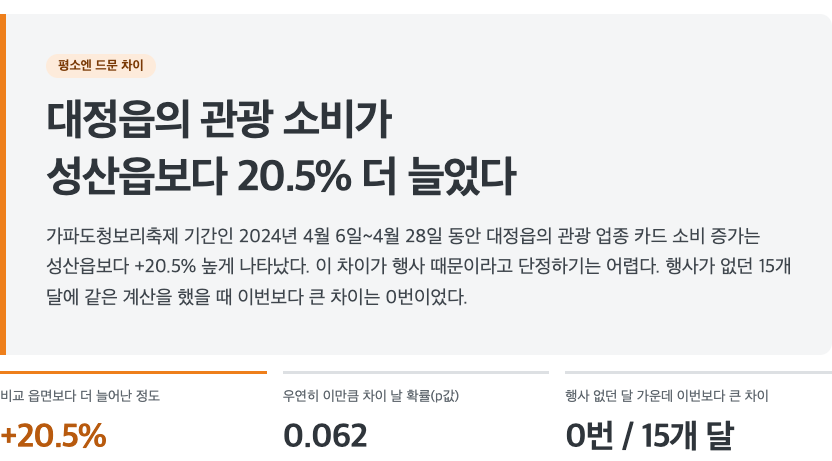 평소엔 드문 차이
대정읍의 관광 소비가
성산읍보다 20.5% 더 늘었다
가파도청보리축제 기간인 2024년 4월 6일~4월 28일 동안 대정읍의 관광 업종 카드 소비 증가는
성산읍보다 +20.5% 높게 나타났다. 이 차이가 행사 때문이라고 단정하기는 어렵다. 행사가 없던 15개
달에 같은 계산을 했을 때 이번보다 큰 차이는 0번이었다.
비교 읍면보다 더 늘어난 정도
우연히 이만큼 차이 날 확률(p값)
행사 없던 달 가운데 이번보다 큰 차이
+20.5%
0.062
0번 / 15개 달